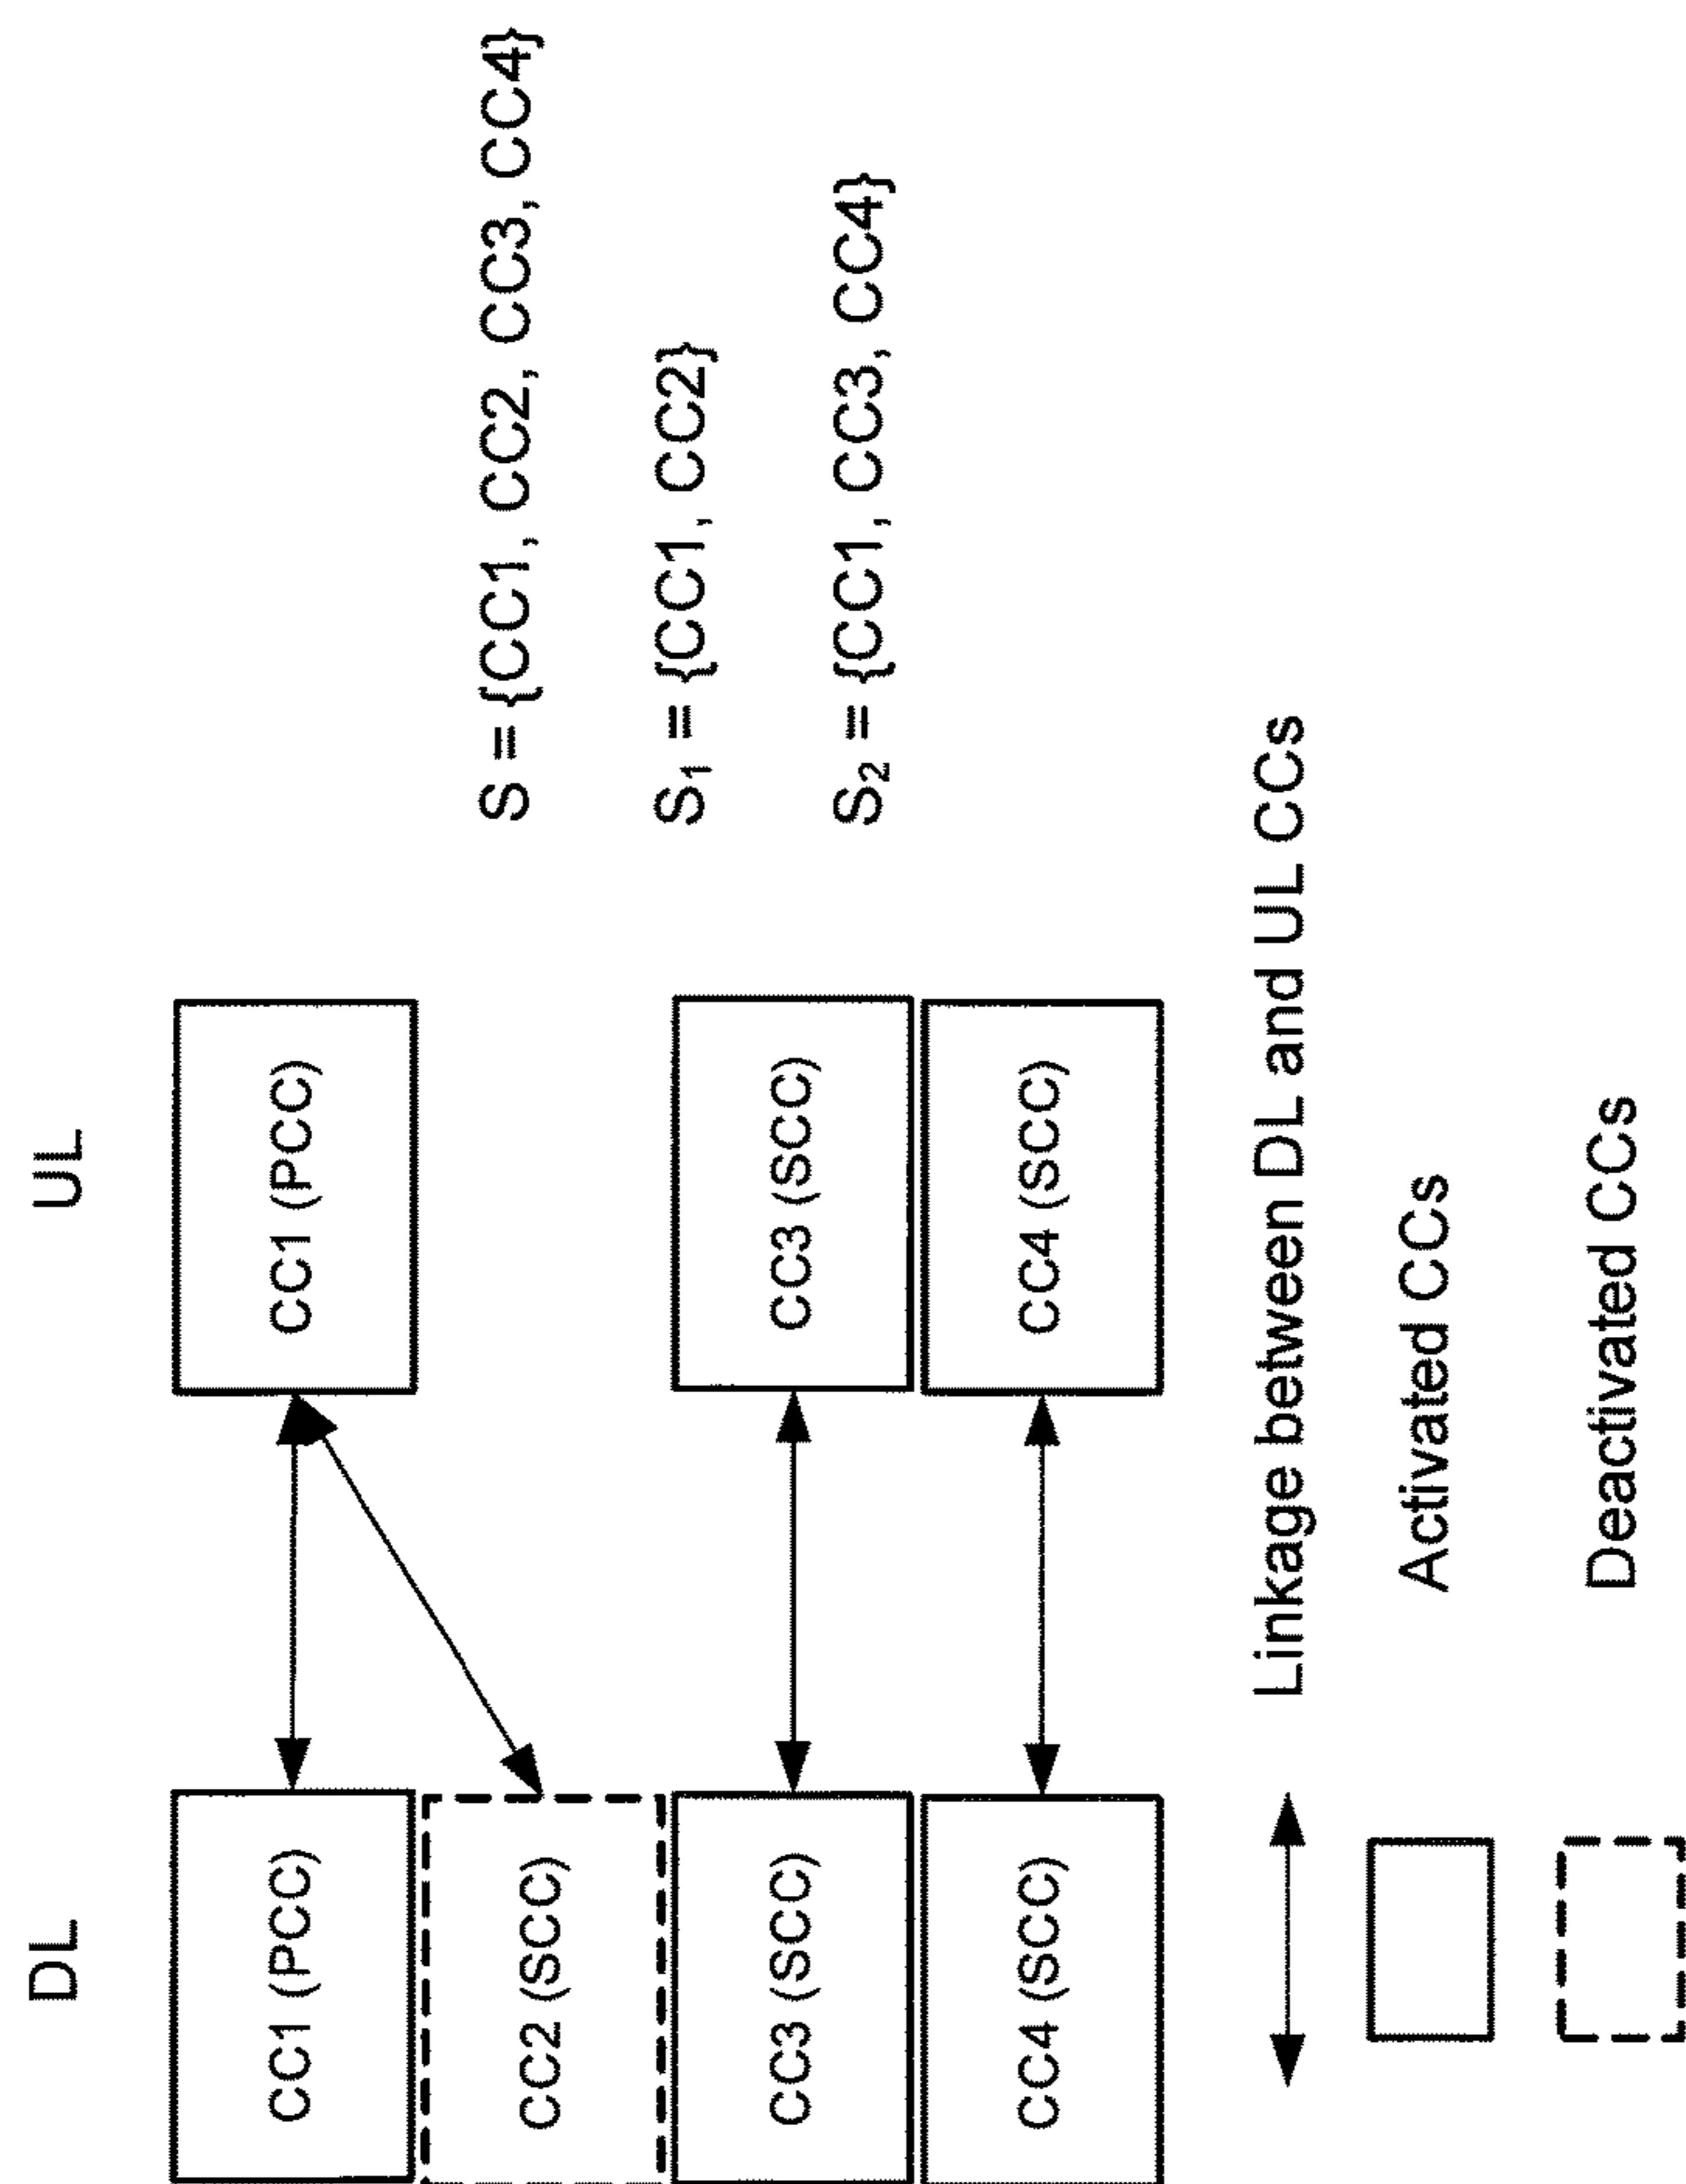 DL
UL
CC1 (PCC)
CC1 (PCC)
CC2 (SCC)
CC3 (SCC)
CC3 (SCC)
CC4 (SCC)
CC4 (SCC)
S = {CC1, CC2, CC3, CC4}
S₁ = {CC1, CC2}
S₂ = {CC1, CC3, CC4}
Linkage between DL and UL CCs
Activated CCs
Deactivated CCs